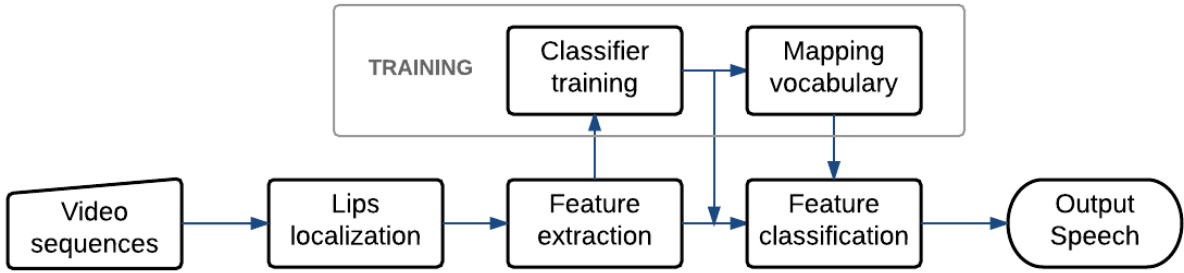 TRAINING
Classifier
training
Mapping
vocabulary
Video
sequences
Lips
localization
Feature
extraction
Feature
classification
Output
Speech